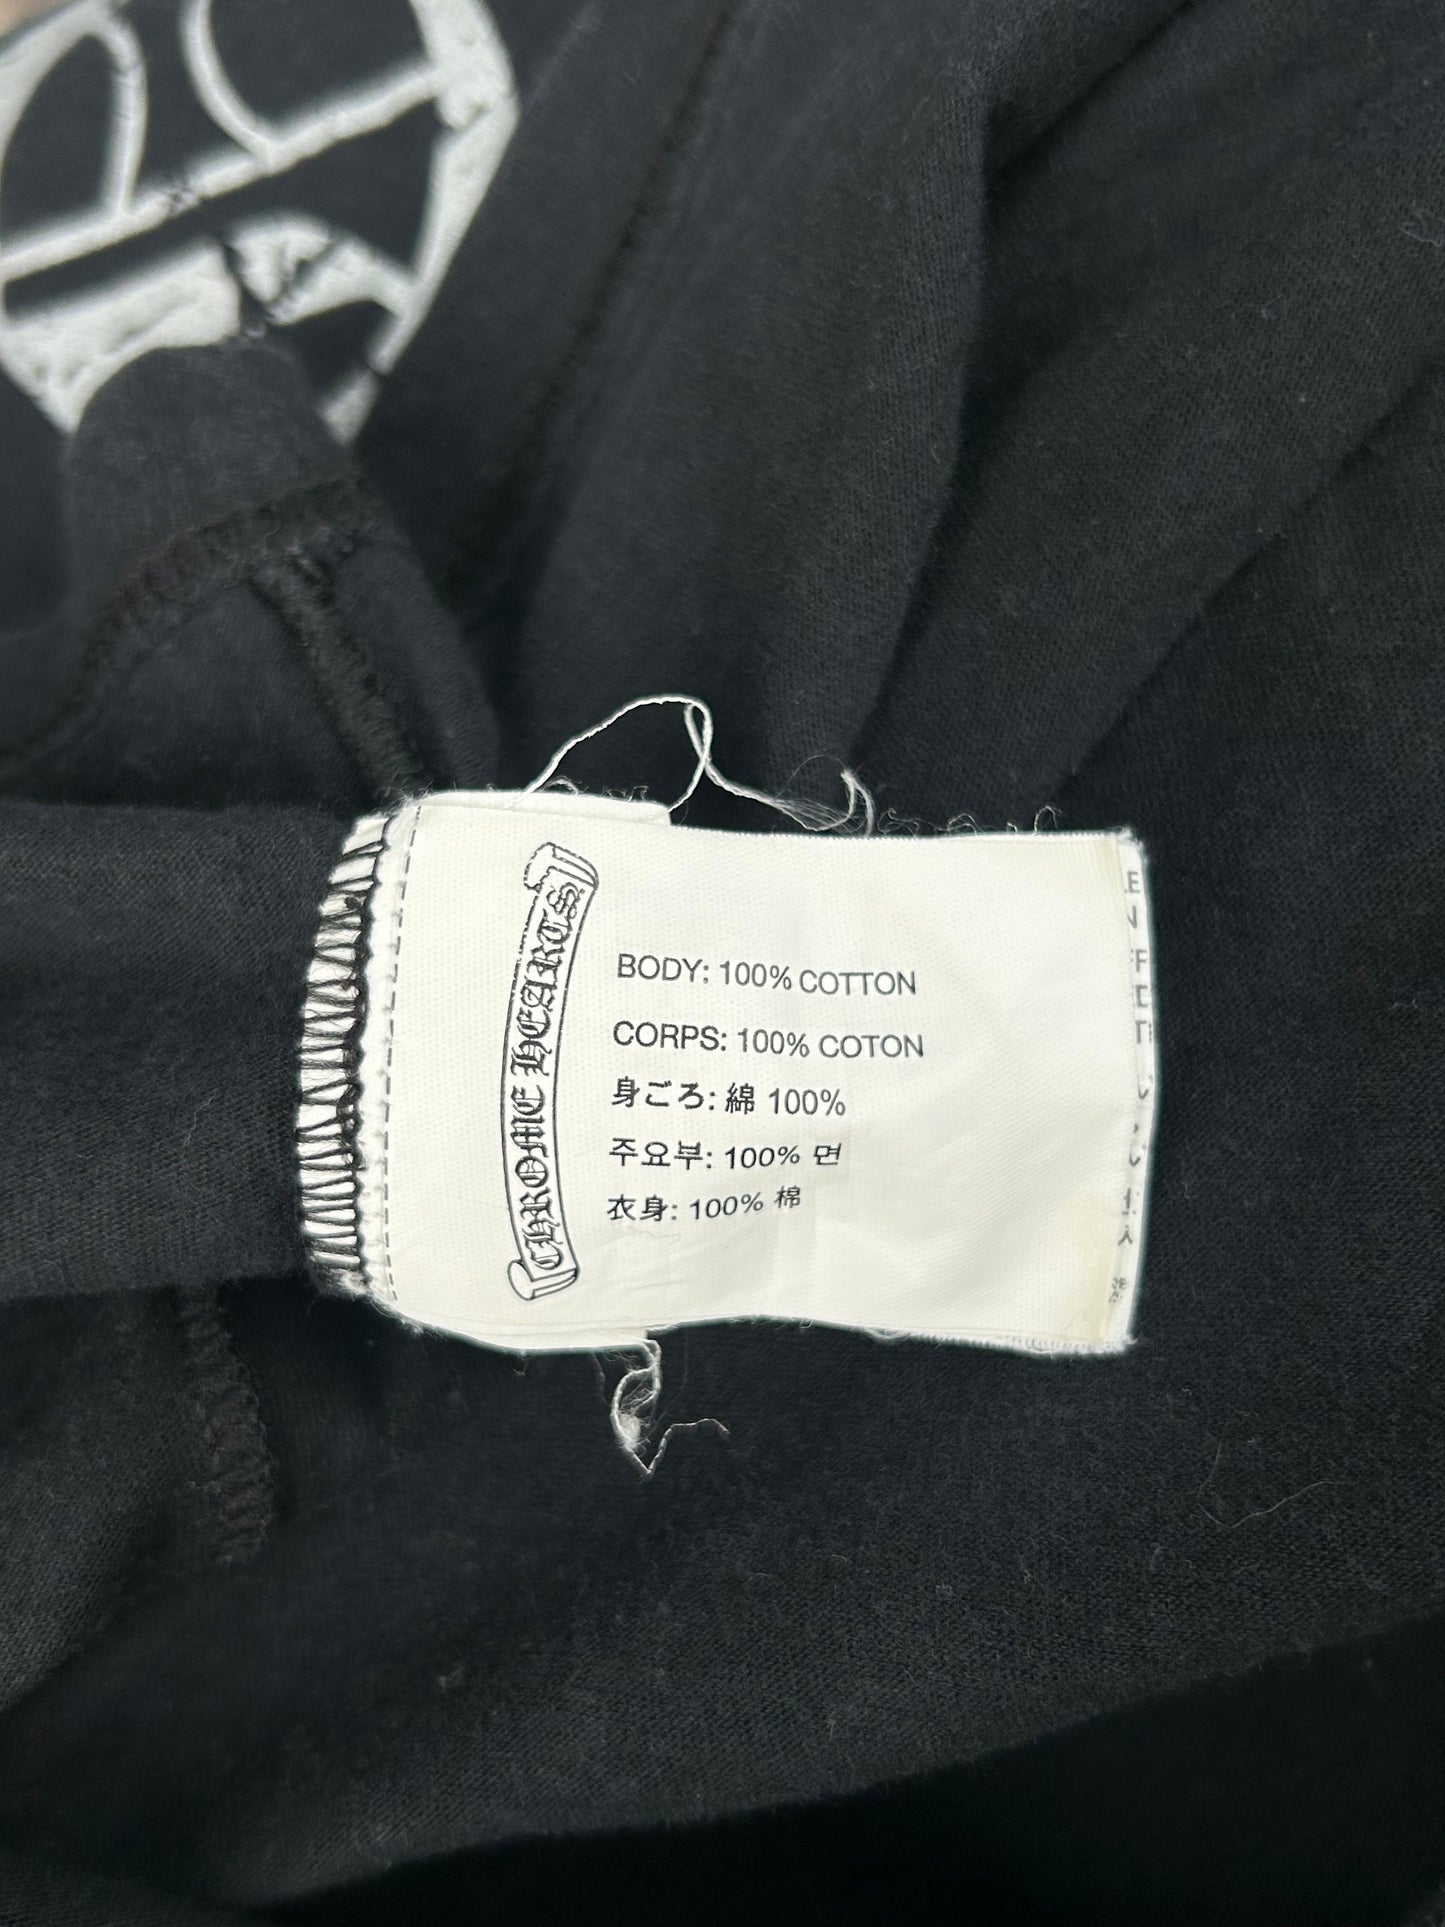 CHROME HEARTS
BODY: 100% COTTON
CORPS: 100% COTON
身ごろ: 綿 100%
주요부: 100% 면
衣身: 100% 棉